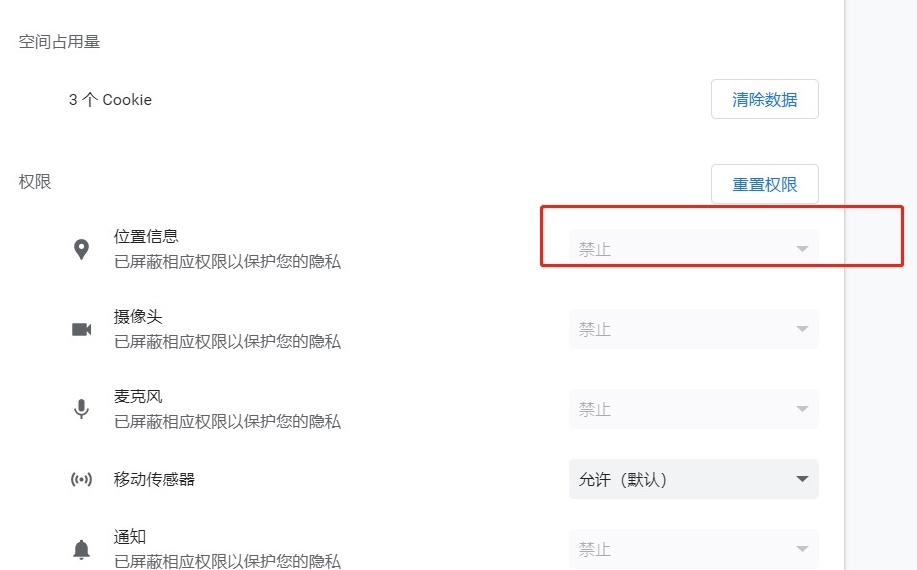 空间占用量
3 个 Cookie
清除数据
权限
重置权限
位置信息
已屏蔽相应权限以保护您的隐私
禁止
摄像头
已屏蔽相应权限以保护您的隐私
禁止
麦克风
已屏蔽相应权限以保护您的隐私
禁止
移动传感器
允许（默认）
通知
已屏蔽相应权限以保护您的隐私
禁止